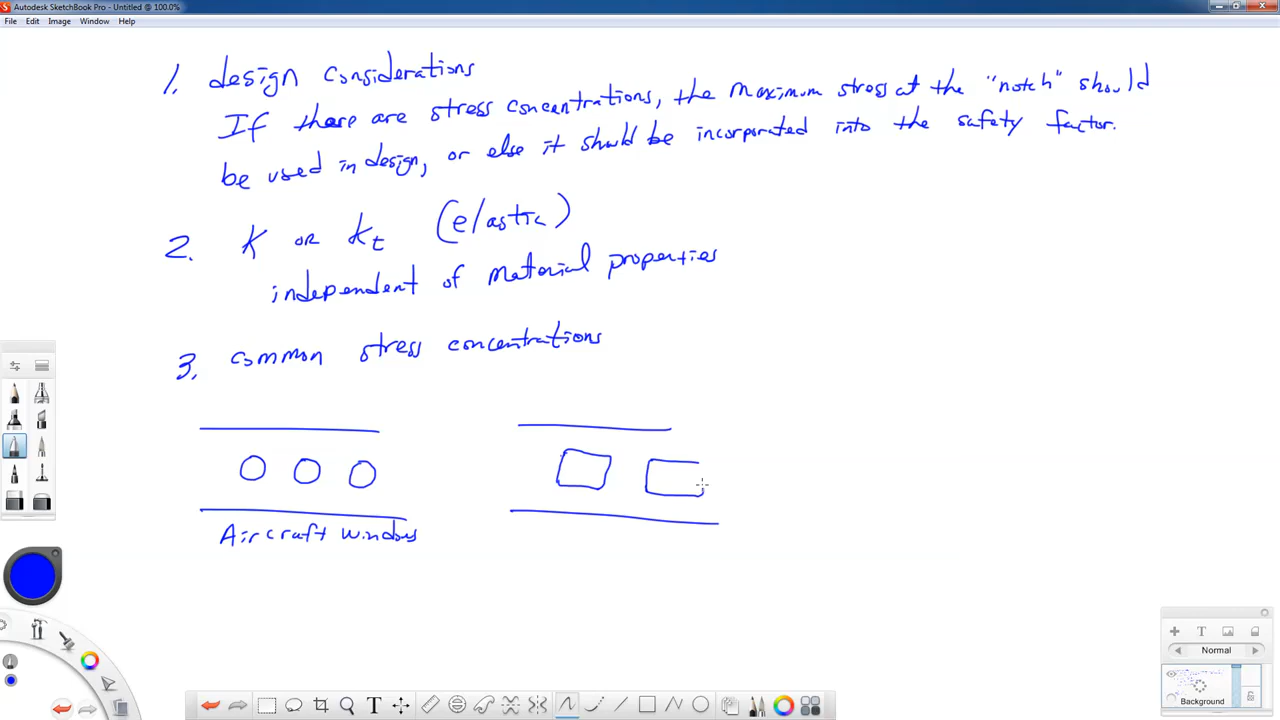 Autodesk SketchBook Pro - Untitled @ 100.0%
File Edit Image Window Help
1. design considerations
If there are stress concentrations, the maximum stress at the "notch" should
be used in design, or else it should be incorporated into the safety factor.
2. K or Kt (elastic)
independent of material properties
3. common stress concentrations
Aircraft windows
Normal
Background